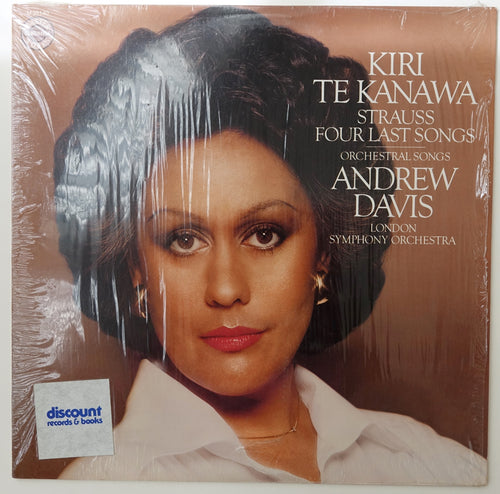 KIRI
TE KANAWA
STRAUSS
FOUR LAST SONGS
ORCHESTRAL SONGS
ANDREW
DAVIS
LONDON
SYMPHONY ORCHESTRA
discount
records & books